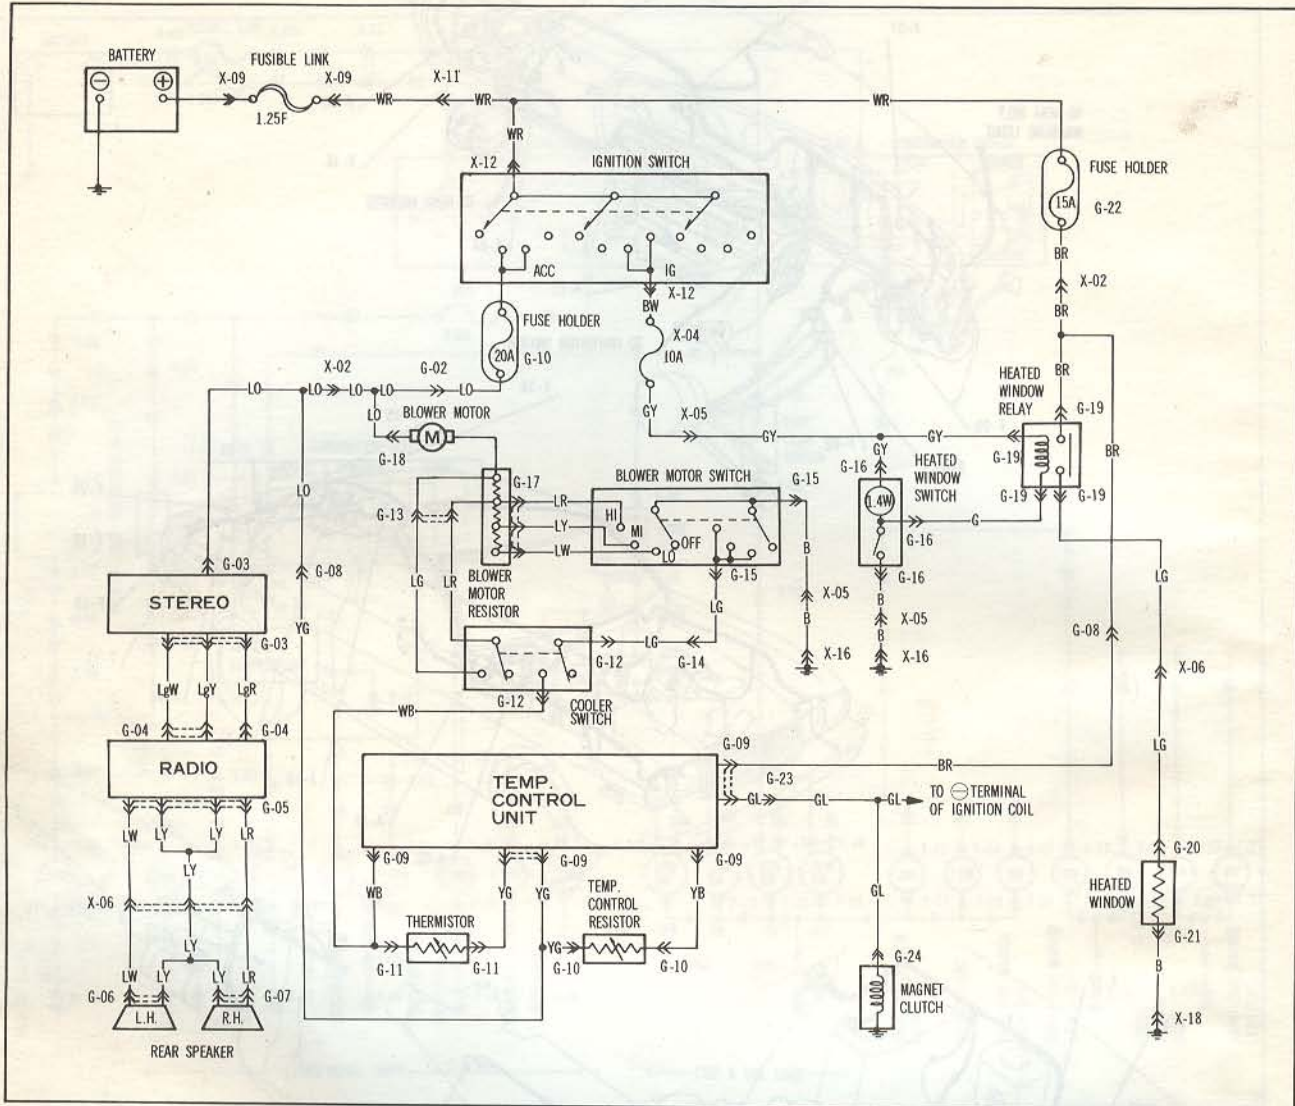 BATTERY
FUSIBLE LINK
X-09
X-09
X-11
1.25F
WR
WR
WR
WR
X-12
IGNITION SWITCH
FUSE HOLDER
15A
G-22
ACC
IG
BR
X-02
BR
X-12
BW
FUSE HOLDER
20A
G-10
X-04
10A
X-02
G-02
LO
LO
LO
LO
LO
BLOWER MOTOR
M
G-18
GY
X-05
GY
GY
GY
HEATED
WINDOW
RELAY
BR
G-19
BR
G-19
G-19
G-19
LO
G-17
G-13
BLOWER MOTOR SWITCH
G-15
G-16
HEATED
WINDOW
SWITCH
1.4W
LR
LY
LW
HI
MI
LO
OFF
G-15
B
G
G-16
G-16
LG
LR
BLOWER
MOTOR
RESISTOR
LG
B
X-05
X-05
B
B
X-16
X-16
LG
G-03
G-08
STEREO
G-03
YG
G-12
LG
G-14
G-08
X-06
LgW
LgY
LgR
G-12
COOLER
SWITCH
WB
G-04
G-04
RADIO
G-05
LG
TEMP.
CONTROL
UNIT
G-09
BR
G-23
GL
GL
GL
TO ⊖ TERMINAL
OF IGNITION COIL
LW
LY
LY
LR
LY
G-09
G-09
G-09
WB
YG
YG
TEMP.
CONTROL
RESISTOR
YB
GL
G-20
HEATED
WINDOW
G-21
X-06
THERMISTOR
LY
G-11
G-11
YG
G-10
G-10
G-24
B
LW
LY
LY
LR
G-06
G-07
L.H.
R.H.
MAGNET
CLUTCH
X-18
REAR SPEAKER